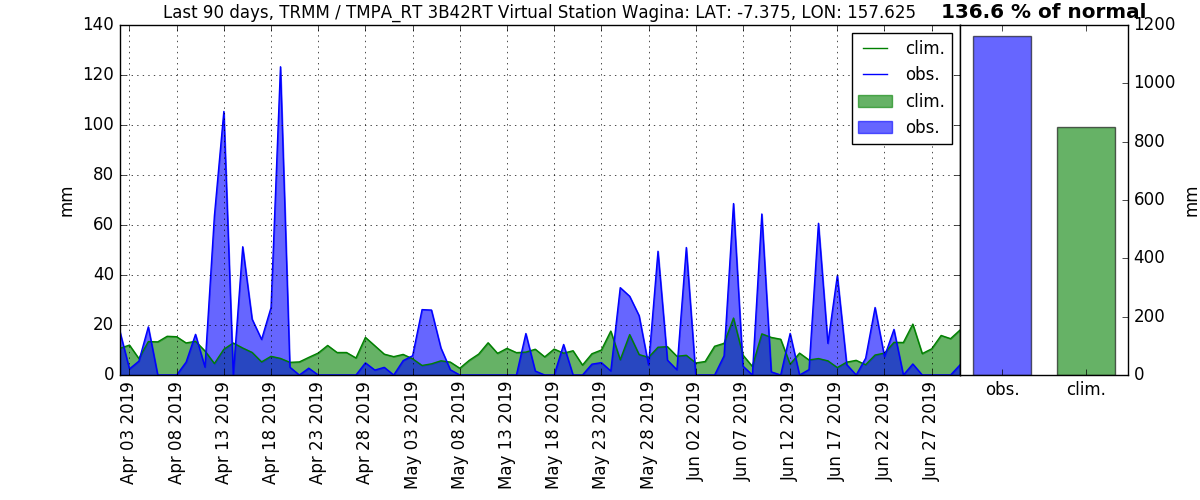 Last 90 days, TRMM / TMPA_RT 3B42RT Virtual Station Wagina: LAT: -7.375, LON: 157.625
136.6 % of normal
140
120
100
80
60
40
20
0
mm
clim.
obs.
clim.
obs.
Apr 03 2019
Apr 08 2019
Apr 13 2019
Apr 18 2019
Apr 23 2019
Apr 28 2019
May 03 2019
May 08 2019
May 13 2019
May 18 2019
May 23 2019
May 28 2019
Jun 02 2019
Jun 07 2019
Jun 12 2019
Jun 17 2019
Jun 22 2019
Jun 27 2019
1200
1000
800
600
400
200
0
mm
obs.
clim.